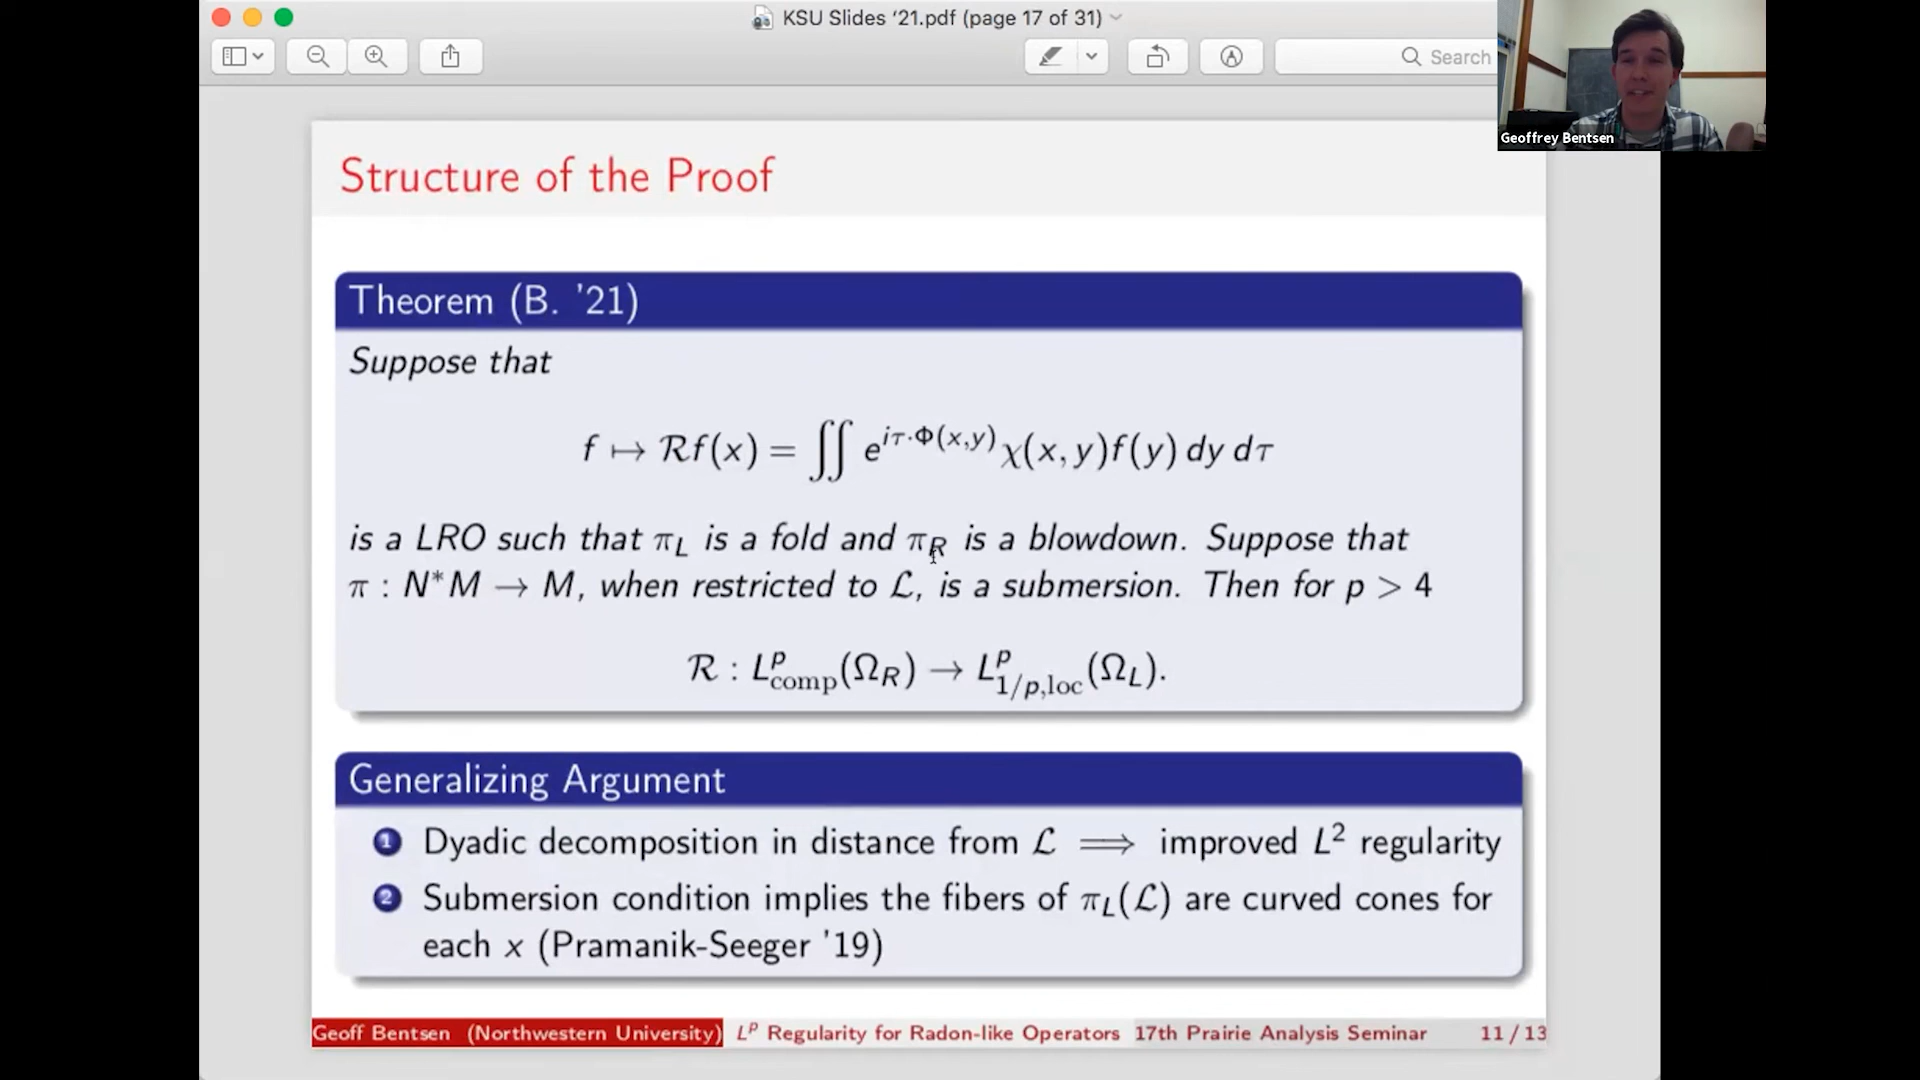 KSU Slides ‘21.pdf (page 17 of 31)
Search
Geoffrey Bentsen
Structure of the Proof
Theorem (B. ’21)
Suppose that
f ↦ ℛf(x) = ∬ e^{iτ·Φ(x,y)} χ(x, y)f(y) dy dτ
is a LRO such that π_L is a fold and π_R is a blowdown. Suppose that
π : N*M → M, when restricted to ℒ, is a submersion. Then for p > 4
ℛ : L^p_{comp}(Ω_R) → L^p_{1/p,loc}(Ω_L).
Generalizing Argument
1 Dyadic decomposition in distance from ℒ ⟹ improved L² regularity
2 Submersion condition implies the fibers of π_L(ℒ) are curved cones for
each x (Pramanik-Seeger ’19)
Geoff Bentsen (Northwestern University) L^p Regularity for Radon-like Operators 17th Prairie Analysis Seminar 11 / 13